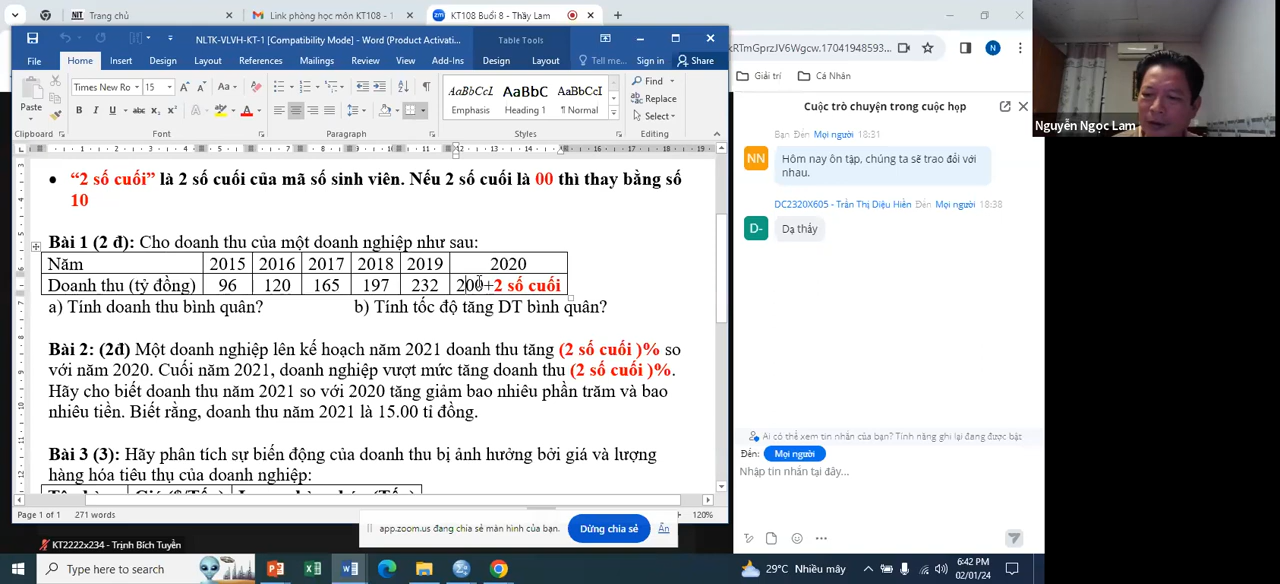 Trang chủ
Link phòng học môn KT108 - 1
KT108 Buổi 8 - Thầy Lam
NLTK-VLVH-KT-1 [Compatibility Mode] - Word (Product Activati...
Table Tools
File Home Insert Design Layout References Mailings Review View Add-Ins Design Layout Tell me... Sign in Share
Paste
Times New Ro 15
Aa
B I U abc x₂ x²
AaBbCcL AaBbC AaBbCcI
Emphasis Heading 1 ¶ Normal
Find
Replace
Select
Clipboard Font Paragraph Styles Editing
“2 số cuối” là 2 số cuối của mã số sinh viên. Nếu 2 số cuối là 00 thì thay bằng số
10
Bài 1 (2 đ): Cho doanh thu của một doanh nghiệp như sau:
Năm 2015 2016 2017 2018 2019 2020
Doanh thu (tỷ đồng) 96 120 165 197 232 200+2 số cuối
a) Tính doanh thu bình quân? b) Tính tốc độ tăng DT bình quân?
Bài 2: (2đ) Một doanh nghiệp lên kế hoạch năm 2021 doanh thu tăng (2 số cuối )% so
với năm 2020. Cuối năm 2021, doanh nghiệp vượt mức tăng doanh thu (2 số cuối )%.
Hãy cho biết doanh thu năm 2021 so với 2020 tăng giảm bao nhiêu phần trăm và bao
nhiêu tiền. Biết rằng, doanh thu năm 2021 là 15.00 tỉ đồng.
Bài 3 (3): Hãy phân tích sự biến động của doanh thu bị ảnh hưởng bởi giá và lượng
hàng hóa tiêu thụ của doanh nghiệp:
Page 1 of 1 271 words 120%
app.zoom.us đang chia sẻ màn hình của bạn.
Dừng chia sẻ
Ẩn
KT2222x234 - Trịnh Bích Tuyền
Type here to search
29°C Nhiều mây
6:42 PM
02/01/24
rRTmGprzJV6Wgcw.17041948593...
N
Giải trí
Cá Nhân
Cuộc trò chuyện trong cuộc họp
Bạn Đến Mọi người 18:31
NN
Hôm nay ôn tập, chúng ta sẽ trao đổi với
nhau.
DC2320X605 - Trần Thị Diệu Hiền Đến Mọi người 18:38
D-
Dạ thầy
Ai có thể xem tin nhắn của bạn? Tính năng ghi lại đang được bật
Đến: Mọi người
Nhập tin nhắn tại đây...
Nguyễn Ngọc Lam